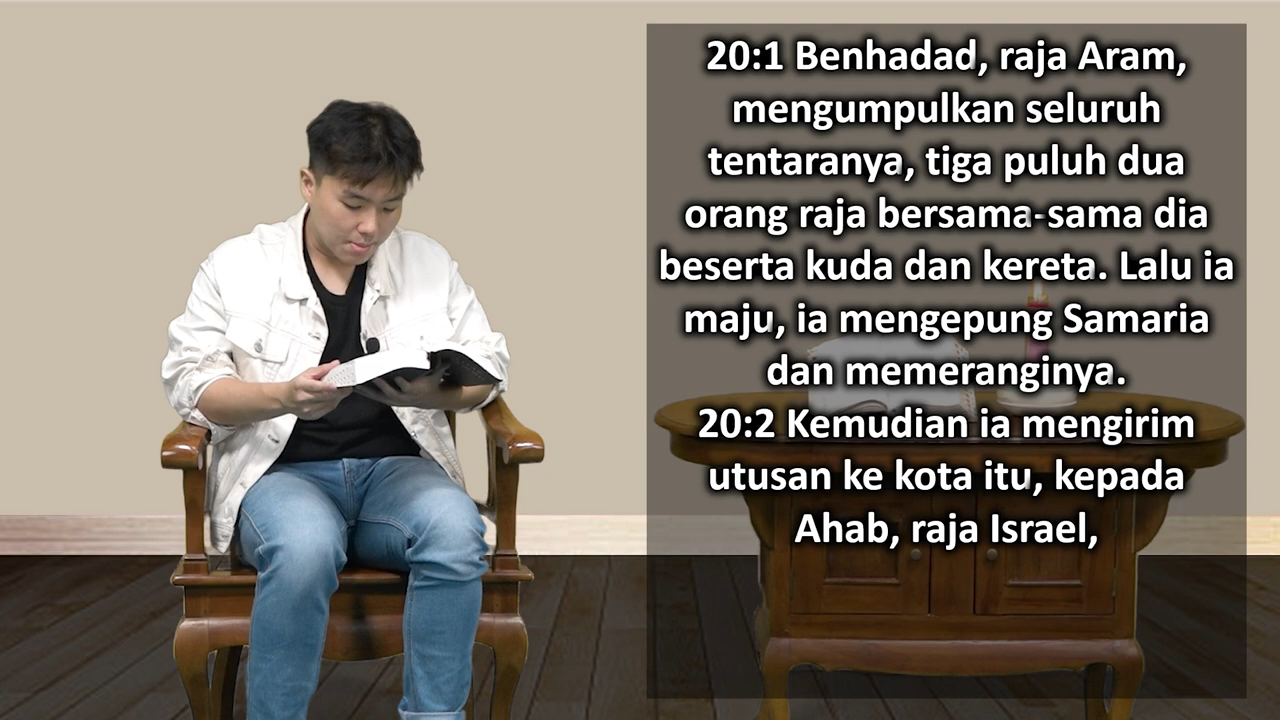 20:1 Benhadad, raja Aram,
mengumpulkan seluruh
tentaranya, tiga puluh dua
orang raja bersama-sama dia
beserta kuda dan kereta. Lalu ia
maju, ia mengepung Samaria
dan memeranginya.
20:2 Kemudian ia mengirim
utusan ke kota itu, kepada
Ahab, raja Israel,